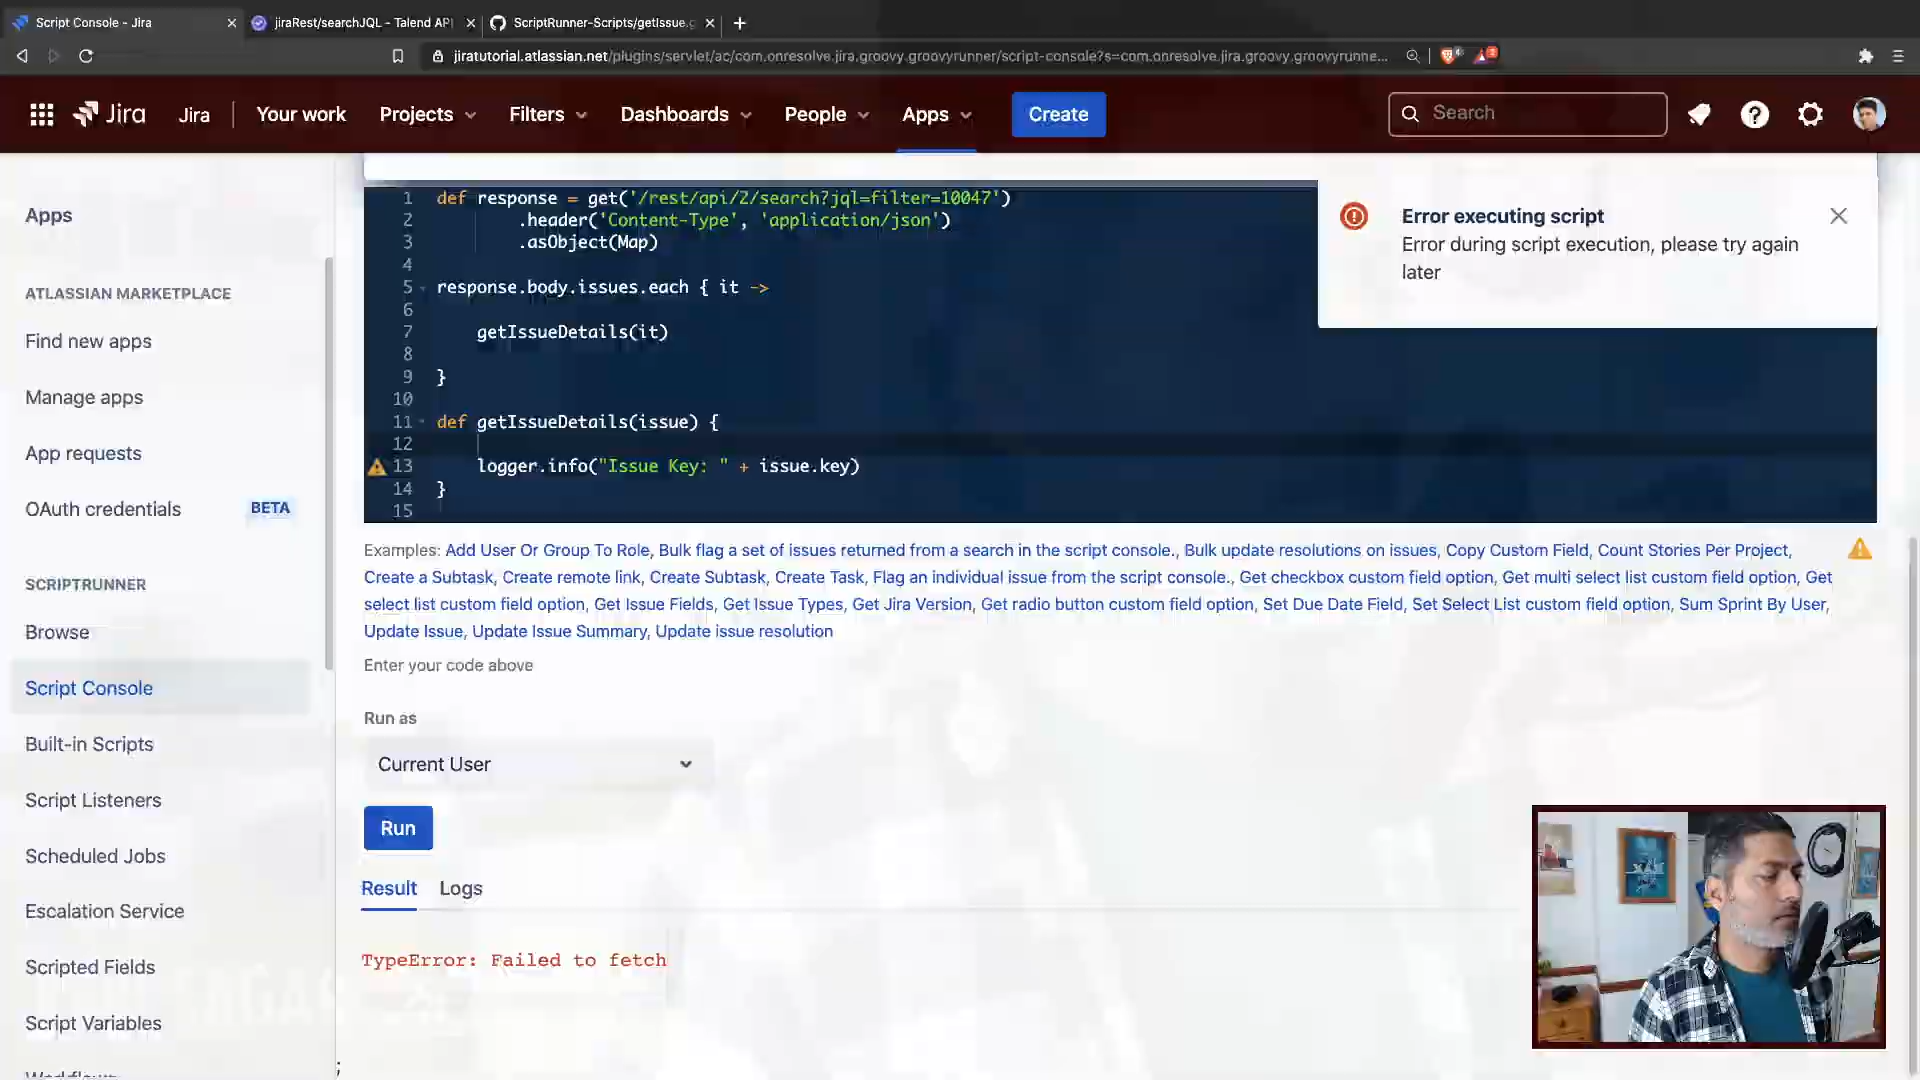 Script Console - Jira
jiraRest/searchJQL - Talend API
ScriptRunner-Scripts/getIssue.g
jiratutorial.atlassian.net/plugins/servlet/ac/com.onresolve.jira.groovy.groovyrunner/script-console?s=com.onresolve.jira.groovy.groovyrunne...
Jira
Jira
Your work
Projects
Filters
Dashboards
People
Apps
Create
Search
Apps
ATLASSIAN MARKETPLACE
Find new apps
Manage apps
App requests
OAuth credentials
BETA
SCRIPTRUNNER
Browse
Script Console
Built-in Scripts
Script Listeners
Scheduled Jobs
Escalation Service
Scripted Fields
Script Variables
1 def response = get('/rest/api/2/search?jql=filter=10047')
2 .header('Content-Type', 'application/json')
3 .asObject(Map)
4
5 response.body.issues.each { it ->
6
7 getIssueDetails(it)
8
9 }
10
11 def getIssueDetails(issue) {
12
13 logger.info("Issue Key: " + issue.key)
14 }
15
Error executing script
Error during script execution, please try again
later
Examples: Add User Or Group To Role, Bulk flag a set of issues returned from a search in the script console., Bulk update resolutions on issues, Copy Custom Field, Count Stories Per Project,
Create a Subtask, Create remote link, Create Subtask, Create Task, Flag an individual issue from the script console., Get checkbox custom field option, Get multi select list custom field option, Get
select list custom field option, Get Issue Fields, Get Issue Types, Get Jira Version, Get radio button custom field option, Set Due Date Field, Set Select List custom field option, Sum Sprint By User,
Update Issue, Update Issue Summary, Update issue resolution
Enter your code above
Run as
Current User
Run
Result
Logs
TypeError: Failed to fetch
;